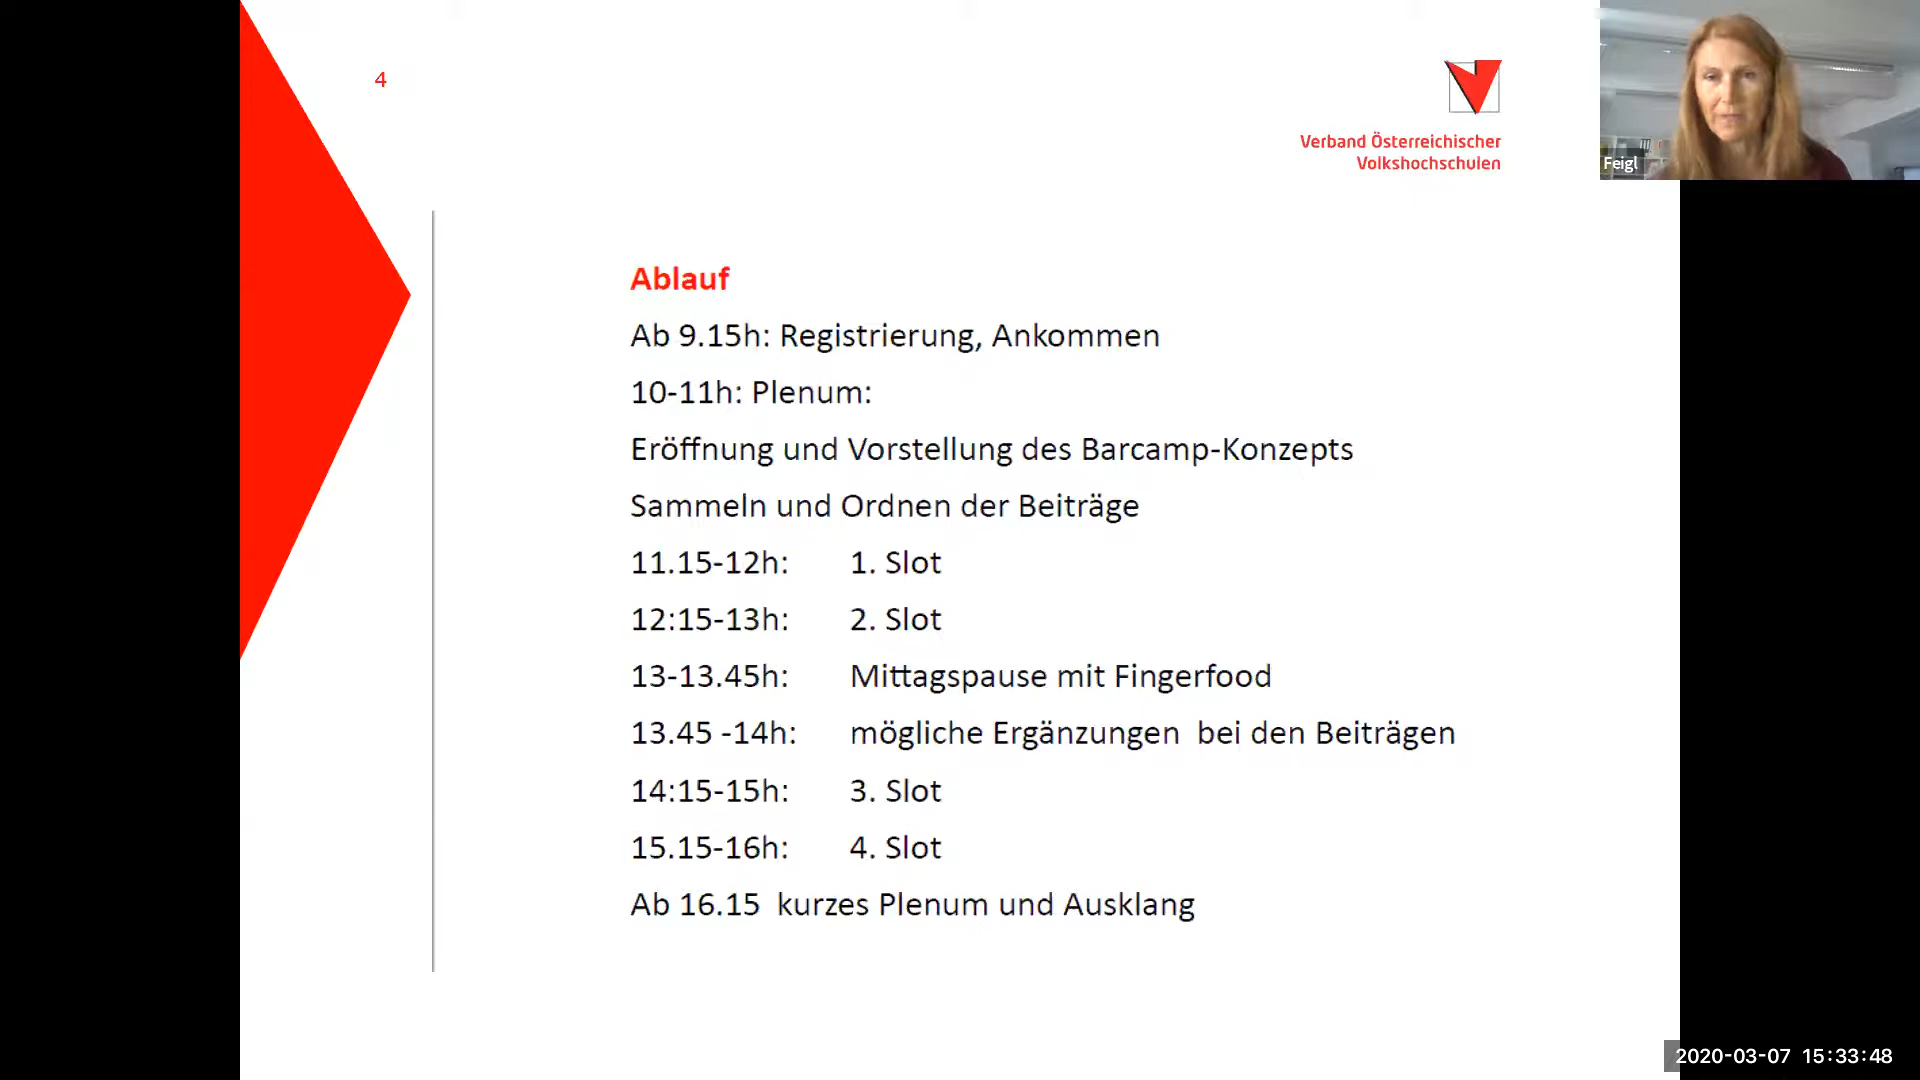 4
Verband Österreichischer
Volkshochschulen
Feigl
Ablauf
Ab 9.15h: Registrierung, Ankommen
10-11h: Plenum:
Eröffnung und Vorstellung des Barcamp-Konzepts
Sammeln und Ordnen der Beiträge
11.15-12h: 1. Slot
12:15-13h: 2. Slot
13-13.45h: Mittagspause mit Fingerfood
13.45 -14h: mögliche Ergänzungen bei den Beiträgen
14:15-15h: 3. Slot
15.15-16h: 4. Slot
Ab 16.15 kurzes Plenum und Ausklang
2020-03-07 15:33:48